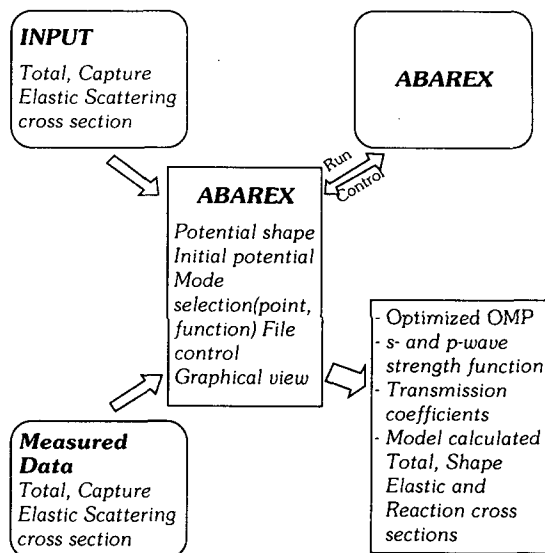 INPUT
Total, Capture
Elastic Scattering
cross section
ABAREX
Run
Control
ABAREX
Potential shape
Initial potential
Mode
selection(point,
function) File
control
Graphical view
Measured
Data
Total, Capture
Elastic Scattering
cross section
- Optimized OMP
- s- and p-wave
strength function
- Transmission
coefficients
- Model calculated
Total, Shape
Elastic and
Reaction cross
sections